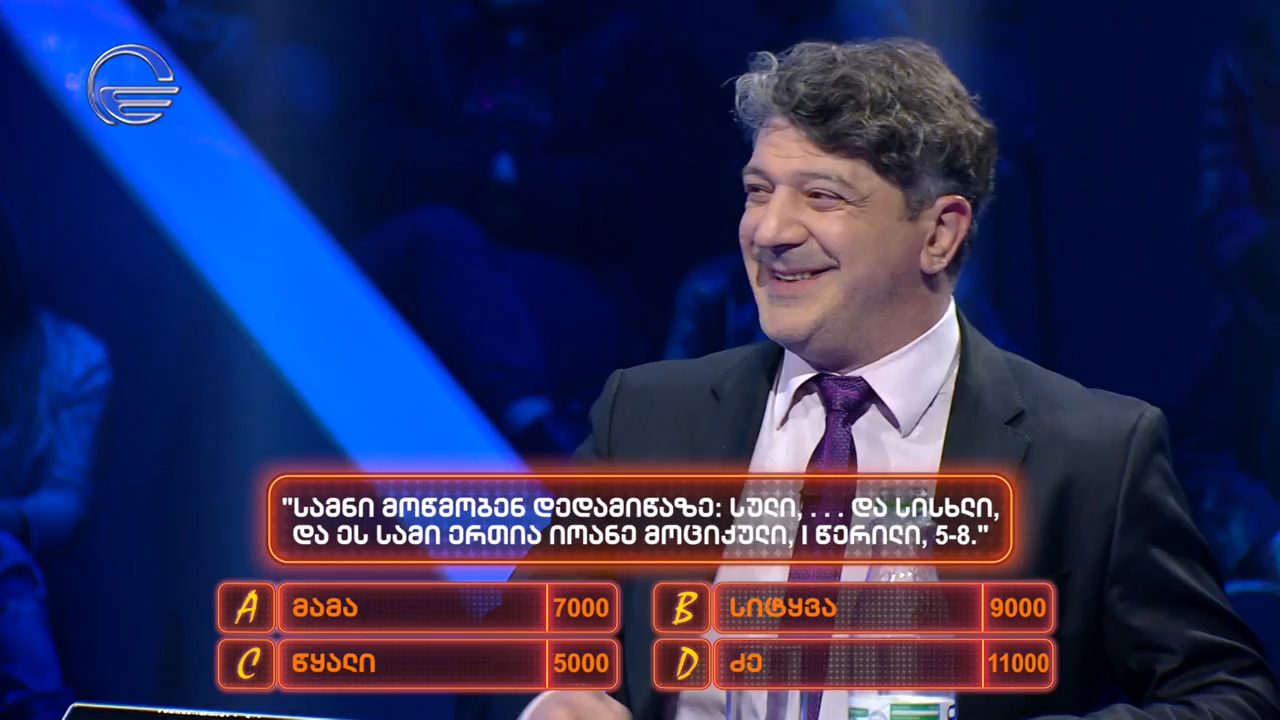 "სამნი მოწმობენ დედამიწაზე: სული, . . . და სისხლი,
და ეს სამი ერთია იოანე მოციქული, I წერილი, 5-8."
A მამა 7000
B სიტყვა 9000
C წყალი 5000
D ძე 11000